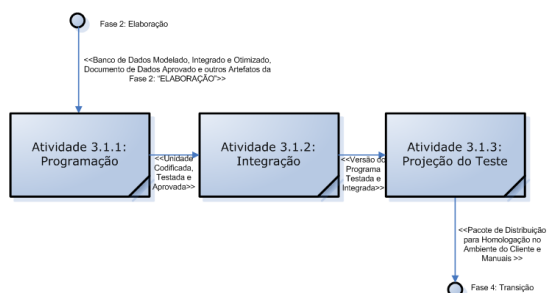 Fase 2: Elaboração
<<Banco de Dados Modelado, Integrado e Otimizado,
Documento de Dados Aprovado e outros Artefatos da
Fase 2: "ELABORAÇÃO">>
Atividade 3.1.1:
Programação
<<Unidade
Codificada,
Testada e
Aprovada>>
Atividade 3.1.2:
Integração
<<Versão do
Programa
Testada e
Integrada>>
Atividade 3.1.3:
Projeção do Teste
<<Pacote de Distribuição
para Homologação no
Ambiente do Cliente e
Manuais >>
Fase 4: Transição